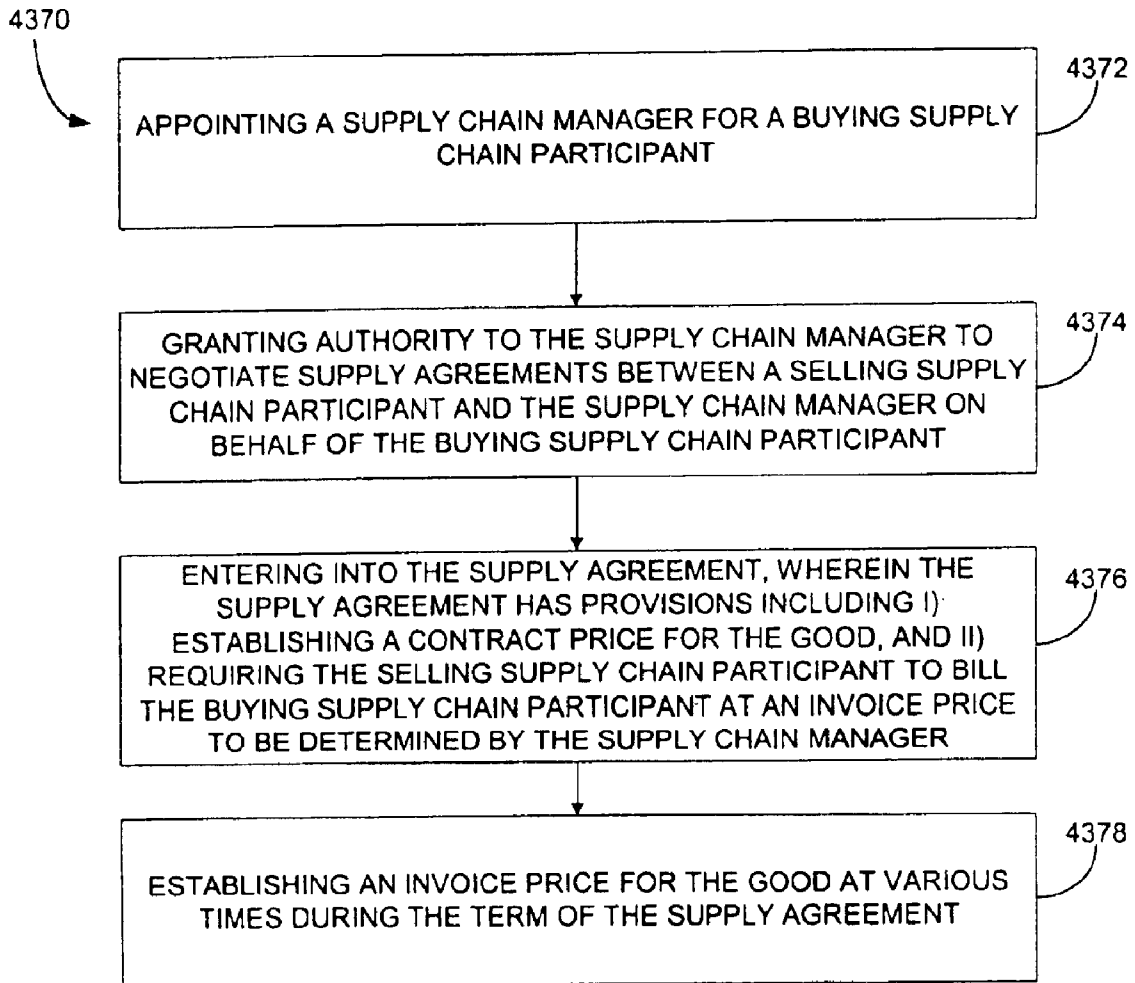 4370
4372
APPOINTING A SUPPLY CHAIN MANAGER FOR A BUYING SUPPLY
CHAIN PARTICIPANT
4374
GRANTING AUTHORITY TO THE SUPPLY CHAIN MANAGER TO
NEGOTIATE SUPPLY AGREEMENTS BETWEEN A SELLING SUPPLY
CHAIN PARTICIPANT AND THE SUPPLY CHAIN MANAGER ON
BEHALF OF THE BUYING SUPPLY CHAIN PARTICIPANT
4376
ENTERING INTO THE SUPPLY AGREEMENT, WHEREIN THE
SUPPLY AGREEMENT HAS PROVISIONS INCLUDING I)
ESTABLISHING A CONTRACT PRICE FOR THE GOOD, AND II)
REQUIRING THE SELLING SUPPLY CHAIN PARTICIPANT TO BILL
THE BUYING SUPPLY CHAIN PARTICIPANT AT AN INVOICE PRICE
TO BE DETERMINED BY THE SUPPLY CHAIN MANAGER
4378
ESTABLISHING AN INVOICE PRICE FOR THE GOOD AT VARIOUS
TIMES DURING THE TERM OF THE SUPPLY AGREEMENT